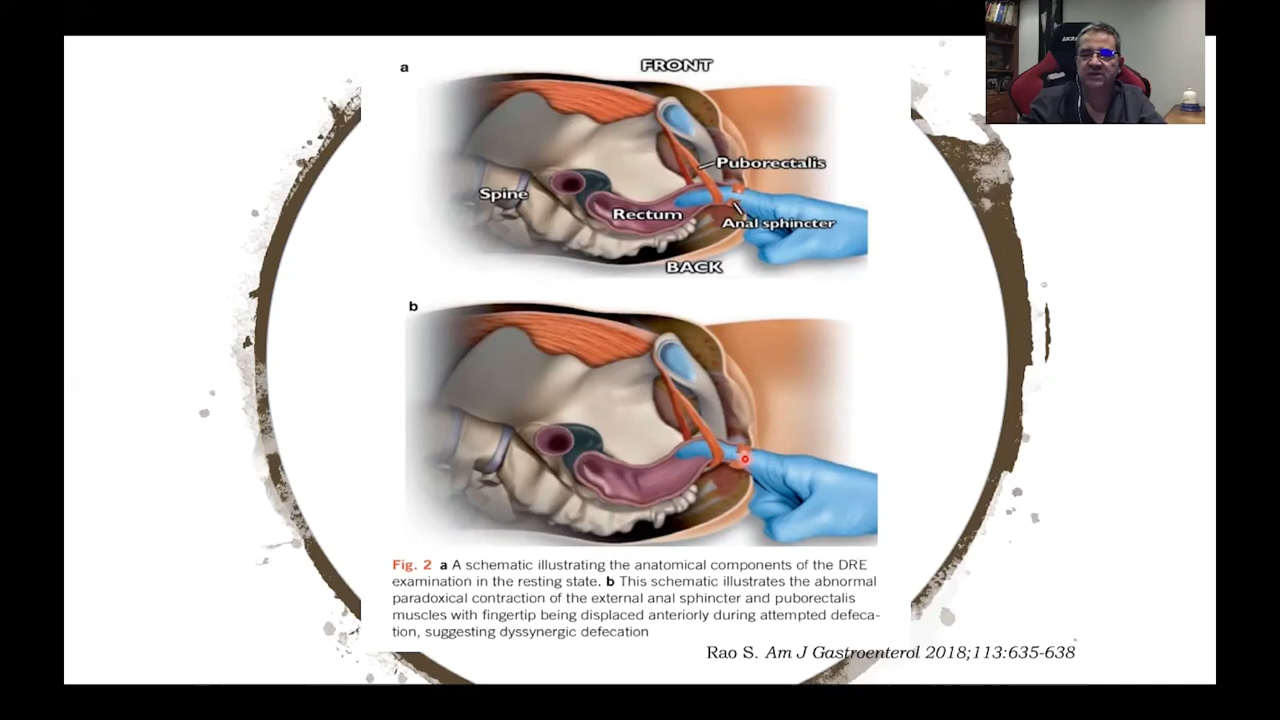 a
FRONT
Puborectalis
Spine
Rectum
Anal sphincter
BACK
b
Fig. 2 a A schematic illustrating the anatomical components of the DRE
examination in the resting state. b This schematic illustrates the abnormal
paradoxical contraction of the external anal sphincter and puborectalis
muscles with fingertip being displaced anteriorly during attempted defeca-
tion, suggesting dyssynergic defecation
Rao S. Am J Gastroenterol 2018;113:635-638